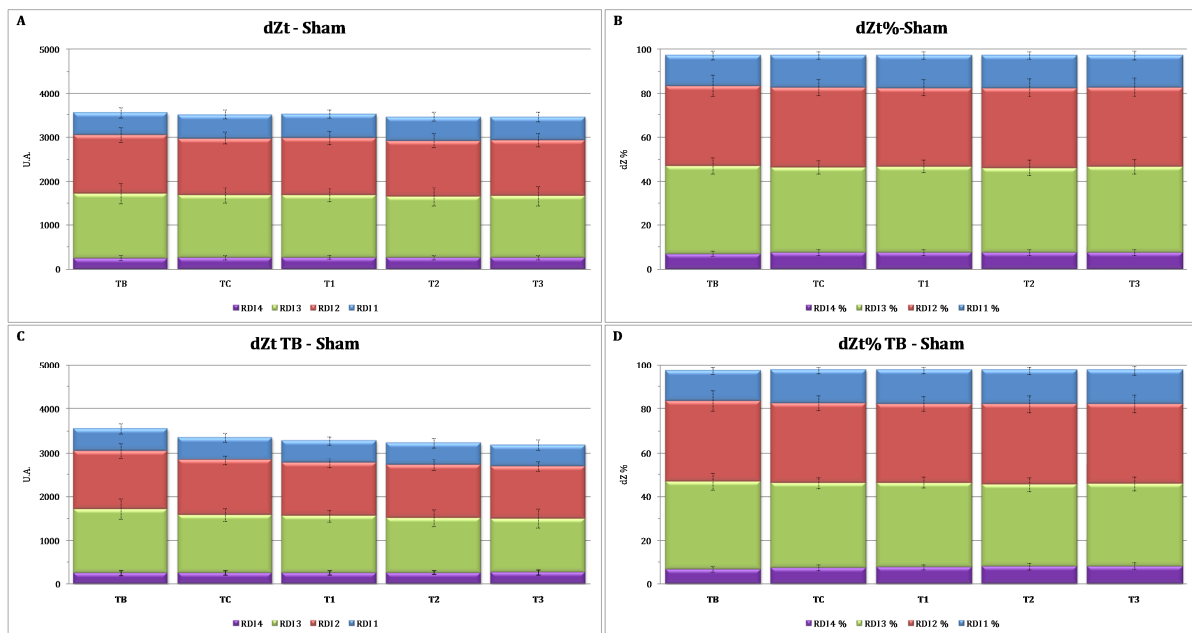 A
dZt - Sham
5000
4000
3000
2000
1000
0
U.A.
TB TC T1 T2 T3
RDI4 RDI3 RDI2 RDI1
B
dZt%-Sham
100
80
60
40
20
0
dZ %
TB TC T1 T2 T3
RDI4 % RDI3 % RDI2 % RDI1 %
C
dZt TB - Sham
5000
4000
3000
2000
1000
0
U.A.
TB TC T1 T2 T3
RDI4 RDI3 RDI2 RDI1
D
dZt% TB - Sham
100
80
60
40
20
0
dZ %
TB TC T1 T2 T3
RDI4 % RDI3 % RDI2 % RDI1 %